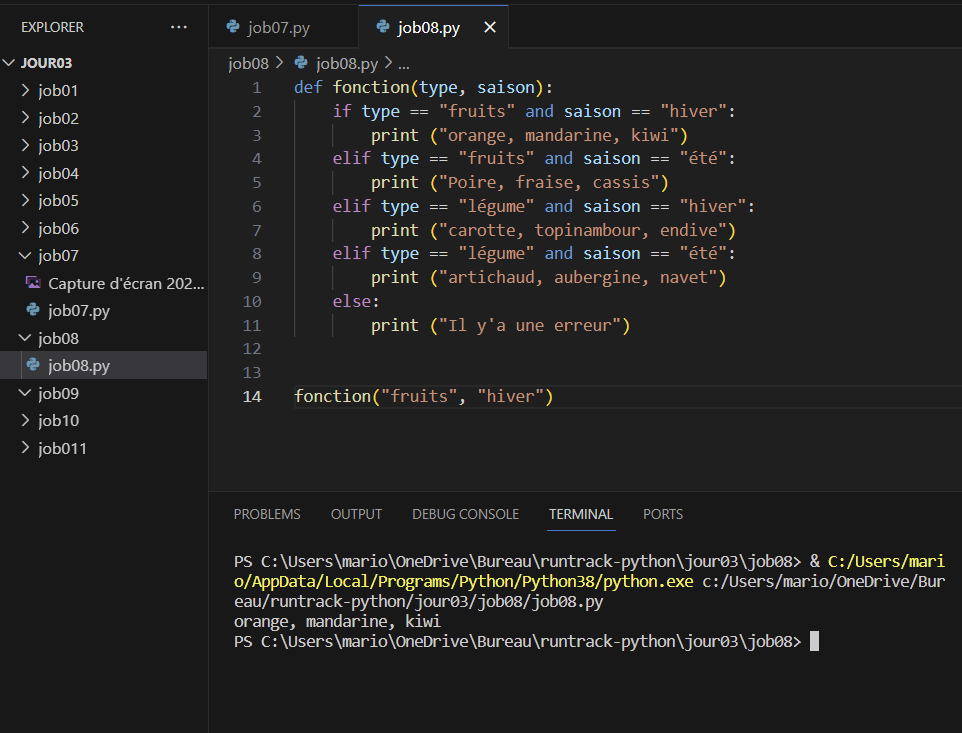 EXPLORER ...
JOUR03
job01
job02
job03
job04
job05
job06
job07
Capture d'écran 202...
job07.py
job08
job08.py
job09
job10
job011
job07.py job08.py
job08 > job08.py > ...
1 def fonction(type, saison):
2 if type == "fruits" and saison == "hiver":
3 print ("orange, mandarine, kiwi")
4 elif type == "fruits" and saison == "été":
5 print ("Poire, fraise, cassis")
6 elif type == "légume" and saison == "hiver":
7 print ("carotte, topinambour, endive")
8 elif type == "légume" and saison == "été":
9 print ("artichaud, aubergine, navet")
10 else:
11 print ("Il y'a une erreur")
12
13
14 fonction("fruits", "hiver")
PROBLEMS OUTPUT DEBUG CONSOLE TERMINAL PORTS
PS C:\Users\mario\OneDrive\Bureau\runtrack-python\jour03\job08> & C:/Users/mari
o/AppData/Local/Programs/Python/Python38/python.exe c:/Users/mario/OneDrive/Bur
eau/runtrack-python/jour03/job08/job08.py
orange, mandarine, kiwi
PS C:\Users\mario\OneDrive\Bureau\runtrack-python\jour03\job08>